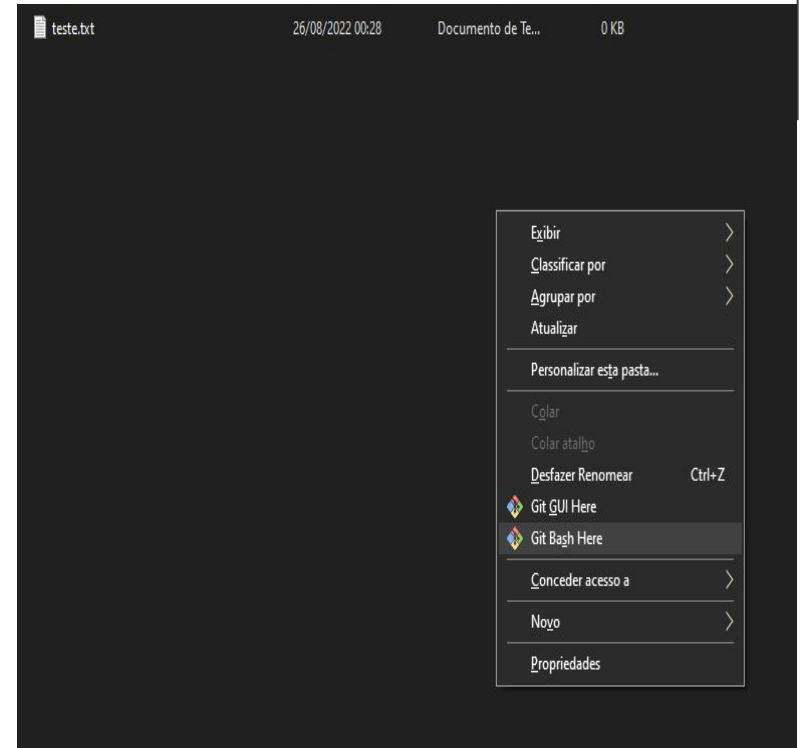 teste.txt 26/08/2022 00:28 Documento de Te... 0 KB
Exibir
Classificar por
Agrupar por
Atualizar
Personalizar esta pasta...
Colar
Colar atalho
Desfazer Renomear Ctrl+Z
Git GUI Here
Git Bash Here
Conceder acesso a
Novo
Propriedades